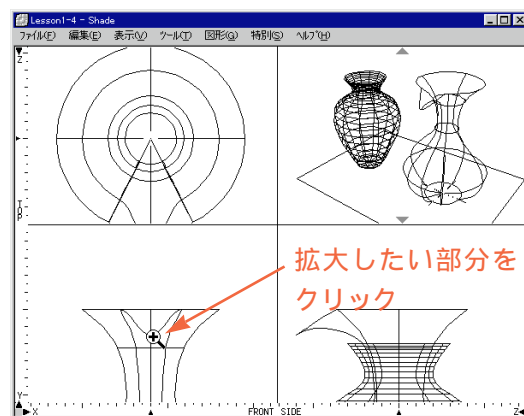 Lesson1-4 - Shade
ファイル(F) 編集(E) 表示(V) ツール(T) 図形(G) 特別(S) ヘルプ(H)
Z
TOP
拡大したい部分を
クリック
Y
X FRONT SIDE Z